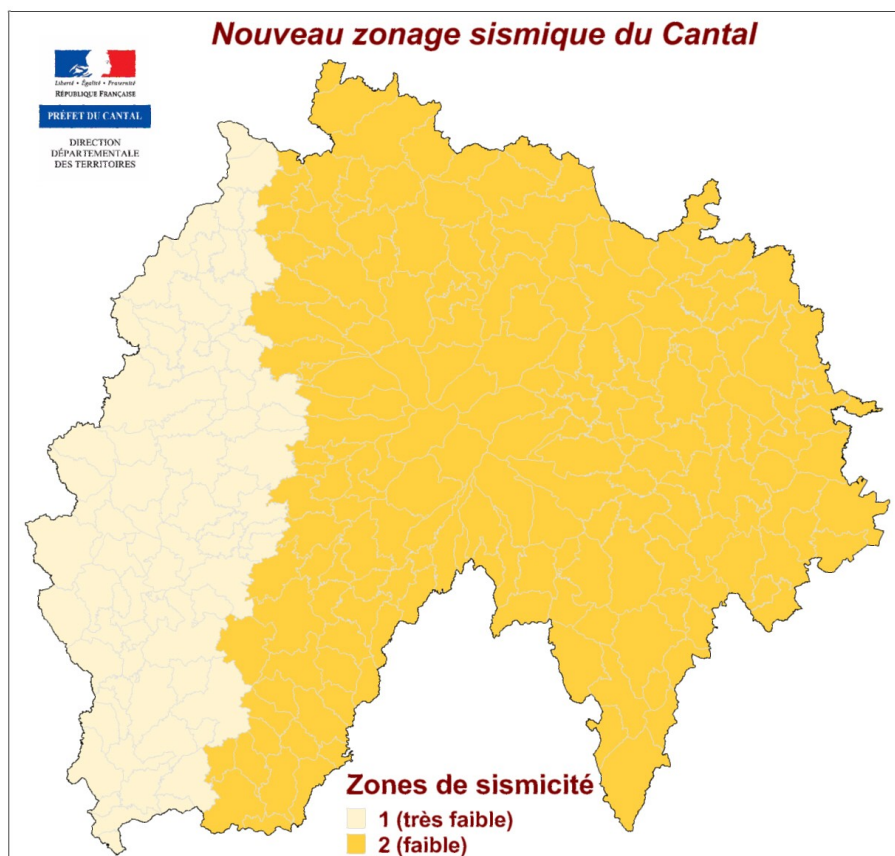 Nouveau zonage sismique du Cantal
Liberté • Égalité • Fraternité
RÉPUBLIQUE FRANÇAISE
PRÉFET DU CANTAL
DIRECTION
DÉPARTEMENTALE
DES TERRITOIRES
Zones de sismicité
1 (très faible)
2 (faible)